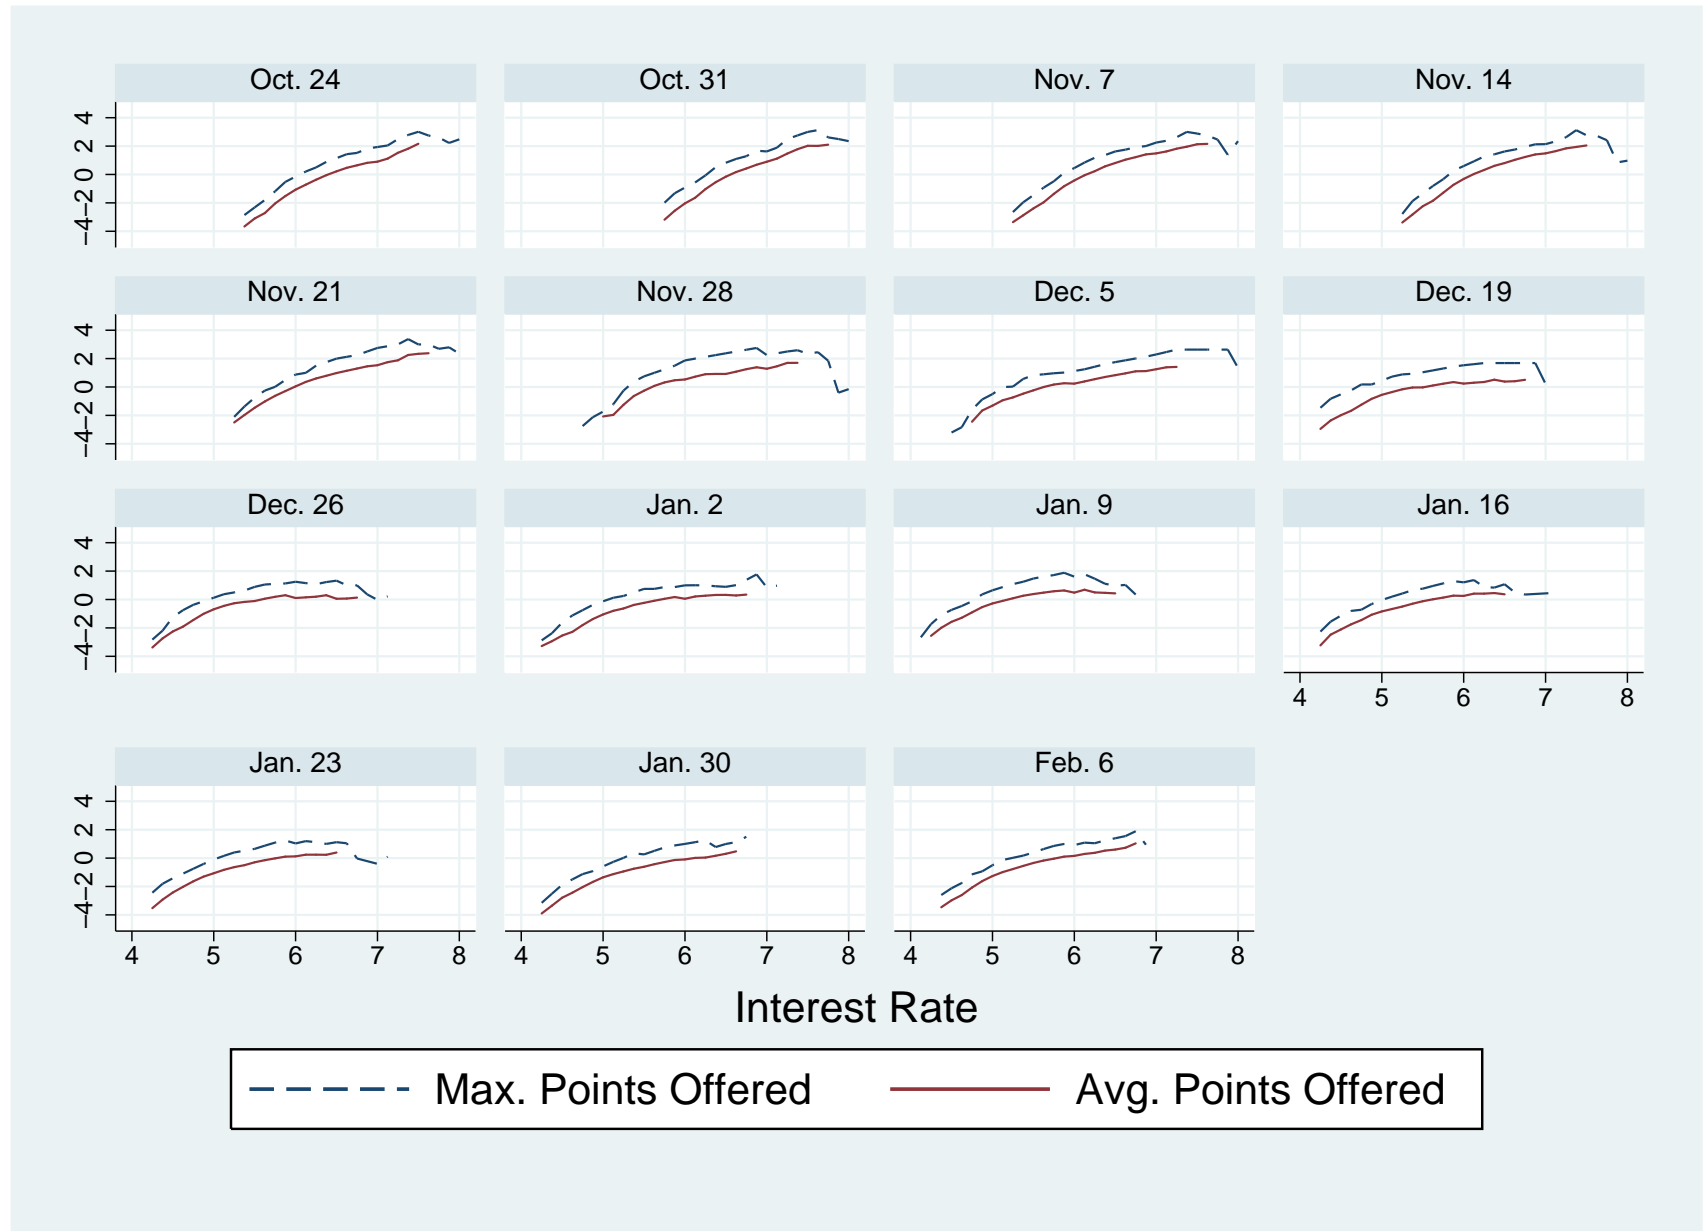 Oct. 24
Oct. 31
Nov. 7
Nov. 14
−4 −2 0 2 4
Nov. 21
Nov. 28
Dec. 5
Dec. 19
−4 −2 0 2 4
Dec. 26
Jan. 2
Jan. 9
Jan. 16
−4 −2 0 2 4
4 5 6 7 8
Jan. 23
Jan. 30
Feb. 6
−4 −2 0 2 4
4 5 6 7 8
4 5 6 7 8
4 5 6 7 8
Interest Rate
Max. Points Offered
Avg. Points Offered